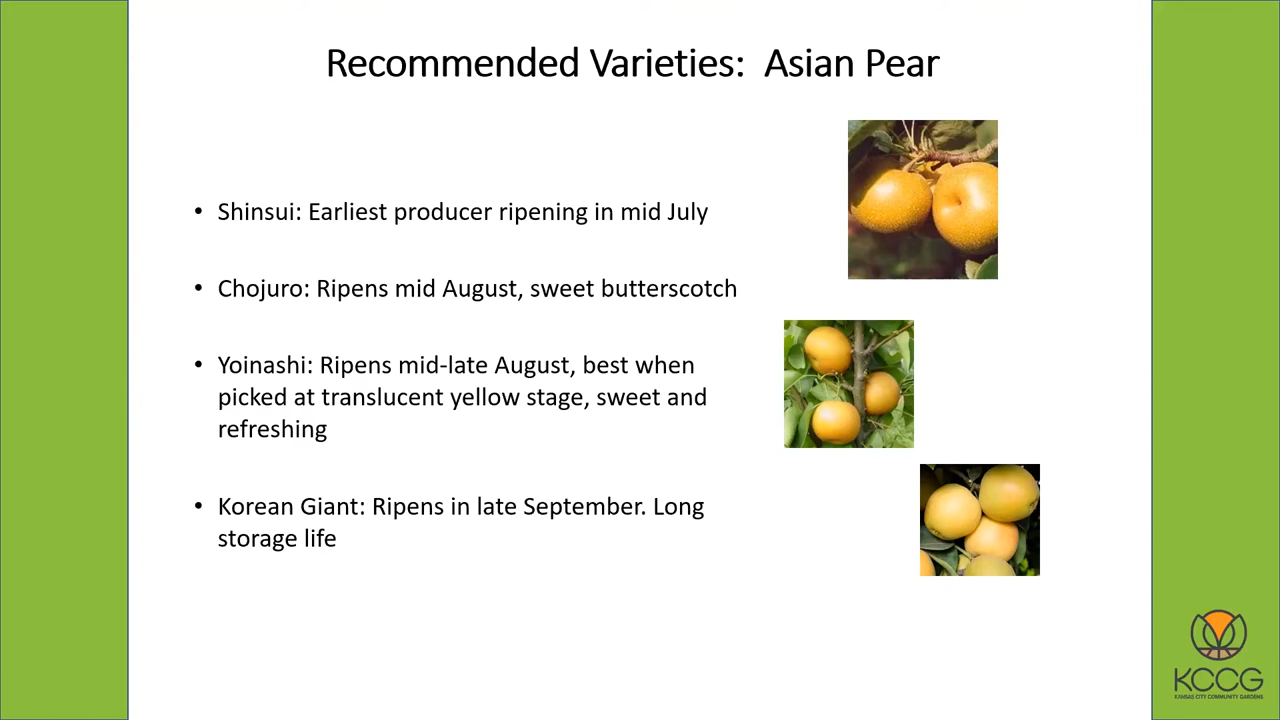 Recommended Varieties: Asian Pear
• Shinsui: Earliest producer ripening in mid July
• Chojuro: Ripens mid August, sweet butterscotch
• Yoinashi: Ripens mid-late August, best when
picked at translucent yellow stage, sweet and
refreshing
• Korean Giant: Ripens in late September. Long
storage life
KCCG
KANSAS CITY COMMUNITY GARDENS